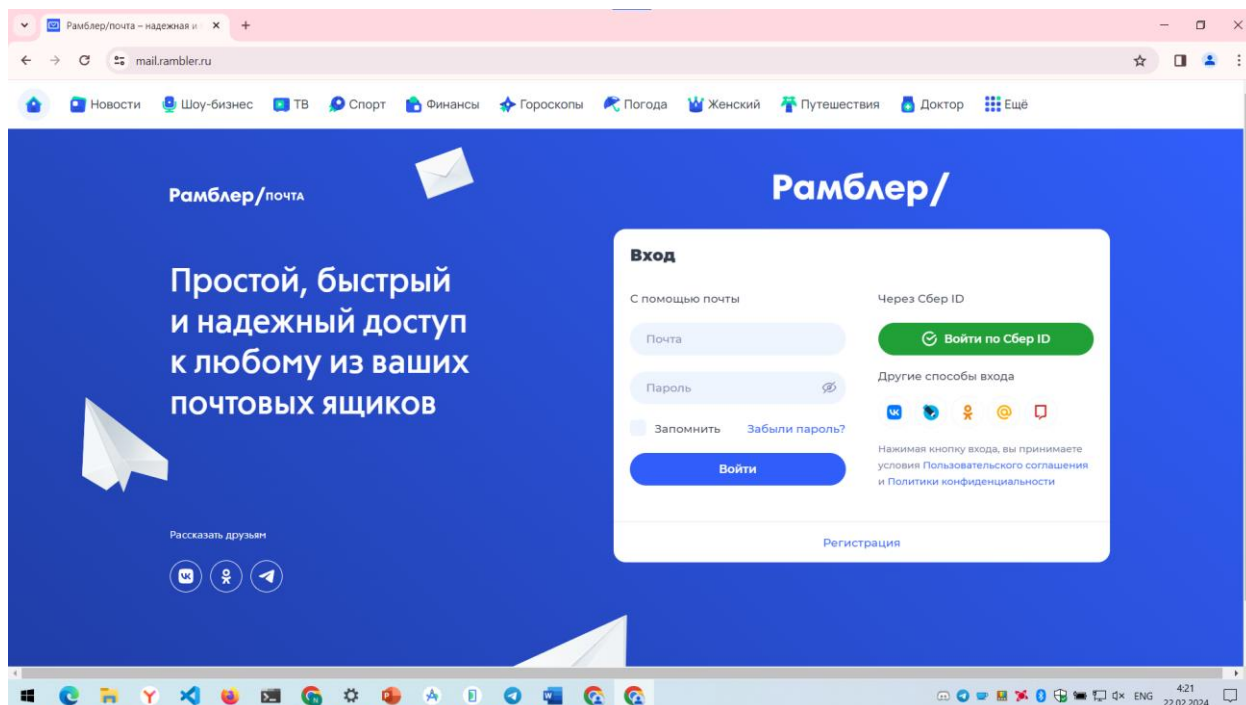 Рамблер/почта – надежная и
mail.rambler.ru
Новости Шоу-бизнес ТВ Спорт Финансы Гороскопы Погода Женский Путешествия Доктор Ещё
Рамблер/почта
Простой, быстрый
и надежный доступ
к любому из ваших
почтовых ящиков
Рассказать друзьям
Рамблер/
Вход
С помощью почты
Почта
Пароль
Запомнить Забыли пароль?
Войти
Через Сбер ID
Войти по Сбер ID
Другие способы входа
Нажимая кнопку входа, вы принимаете
условия Пользовательского соглашения
и Политики конфиденциальности
Регистрация
ENG
4:21
22.02.2024